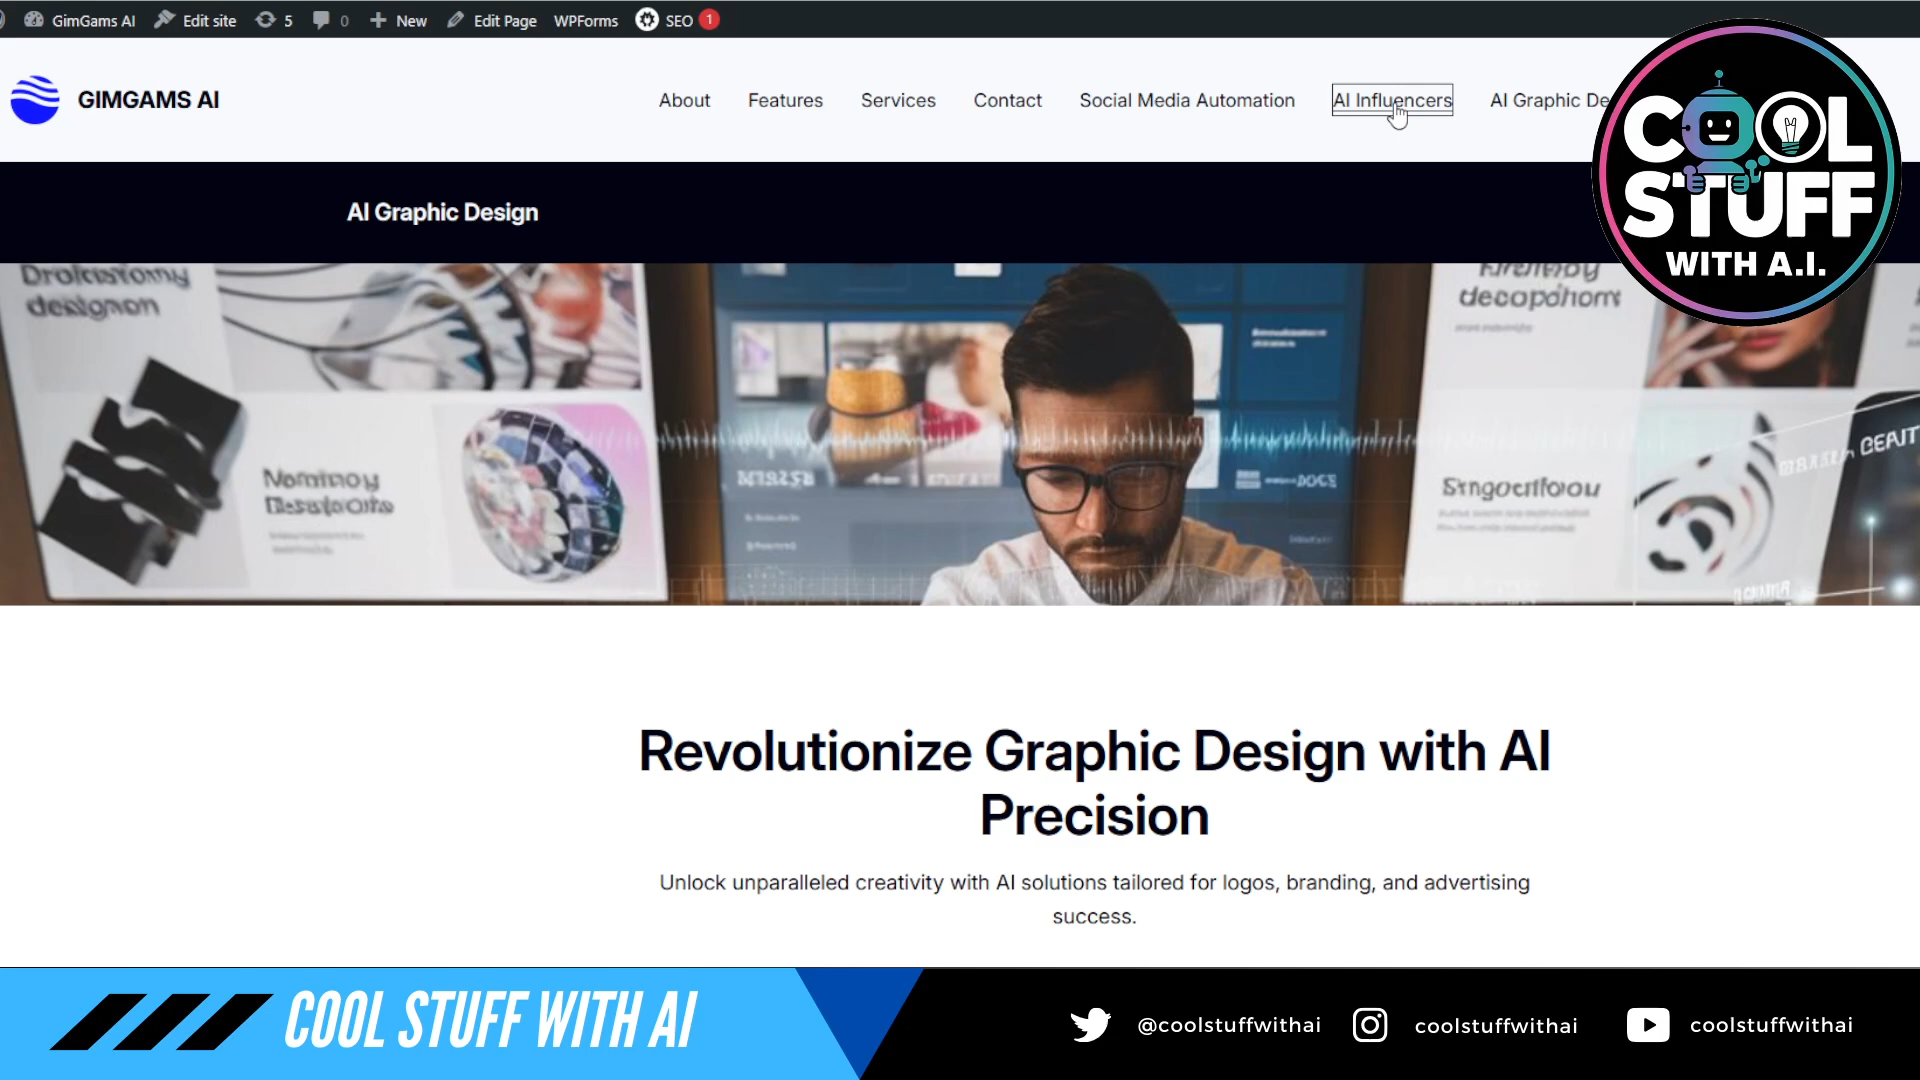 GimGams AI Edit site 5 0 New Edit Page WPForms SEO 1
GIMGAMS AI
About Features Services Contact Social Media Automation AI Influencers AI Graphic De
COOL
STUFF
WITH A.I.
AI Graphic Design
designon
Revolutionize Graphic Design with AI
Precision
Unlock unparalleled creativity with AI solutions tailored for logos, branding, and advertising
success.
COOL STUFF WITH AI
@coolstuffwithai coolstuffwithai coolstuffwithai